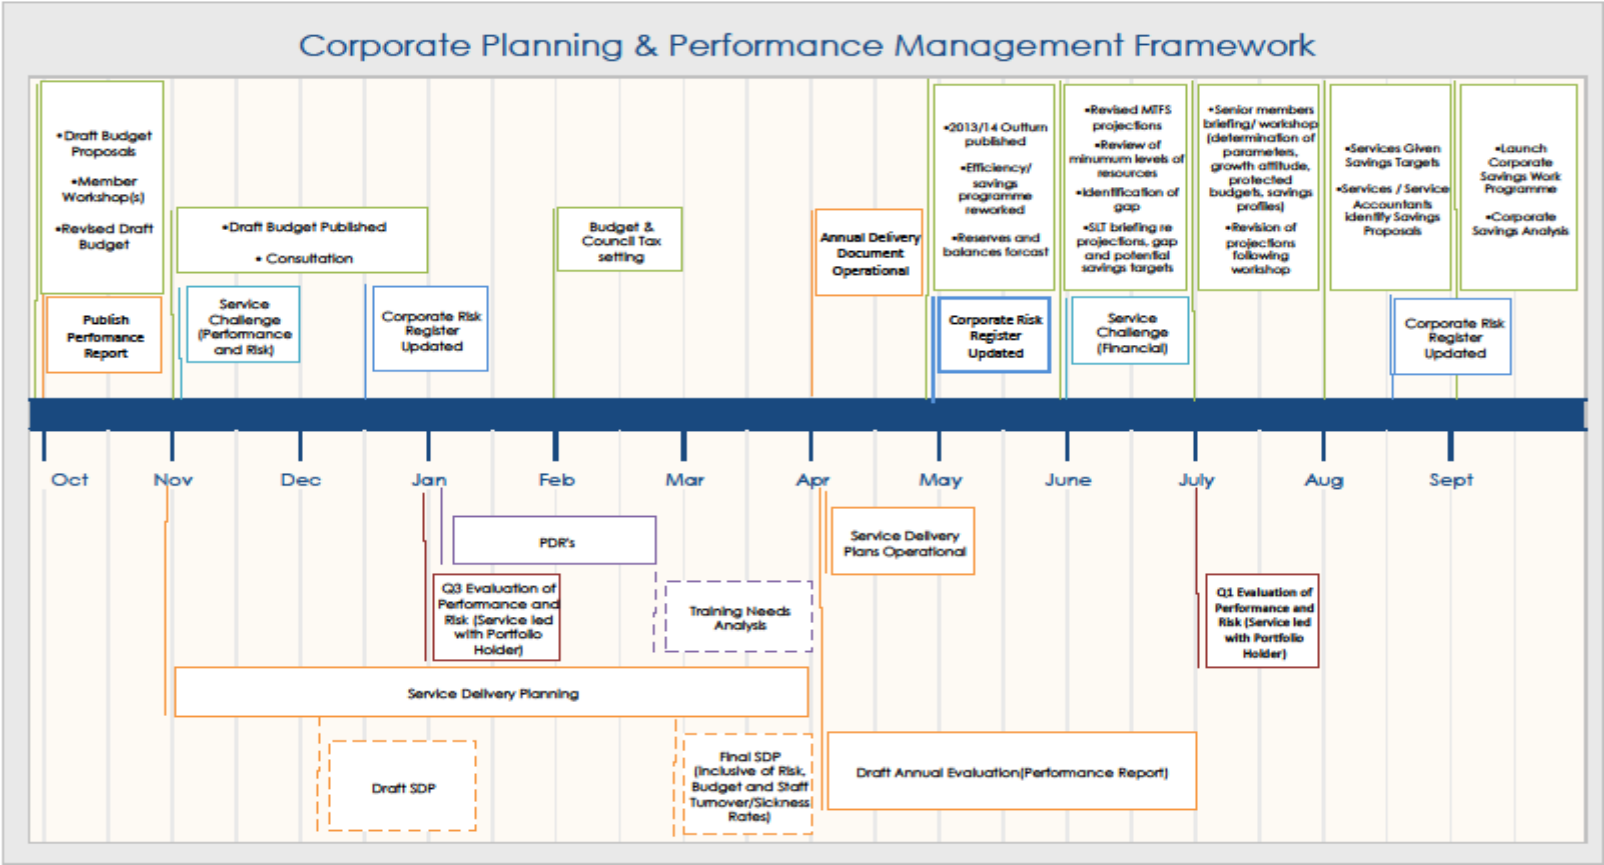 Corporate Planning & Performance Management Framework
•Draft Budget
Proposals
•Member
Workshop(s)
•Revised Draft
Budget
Publish
Perfomance
Report
•Draft Budget Published
• Consultation
Service
Challenge
(Performance
and Risk)
Corporate Risk
Register
Updated
Budget &
Council Tax
setting
Annual Delivery
Document
Operational
•2013/14 Outturn
published
•Efficiency/
savings
programme
reworked
•Reserves and
balances forcast
Corporate Risk
Register
Updated
•Revised MTFS
projections
•Review of
minumum levels of
resources
•Identification of
gap
•SLT briefing re
projections, gap
and potential
savings targets
Service
Challenge
(Financial)
•Senior members
briefing/ workshop
(determination of
parameters,
growth attitude,
protected
budgets, savings
profiles)
•Revision of
projections
following
workshop
•Services Given
Savings Targets
•Services / Service
Accountants
Identify Savings
Proposals
•Launch
Corporate
Savings Work
Programme
•Corporate
Savings Analysis
Corporate Risk
Register
Updated
Oct Nov Dec Jan Feb Mar Apr May June July Aug Sept
PDR's
Q3 Evaluation of
Performance and
Risk (Service led
with Portfolio
Holder)
Training Needs
Analysis
Service Delivery
Plans Operational
Q1 Evaluation of
Performance and
Risk (Service led
with Portfolio
Holder)
Service Delivery Planning
Draft SDP
Final SDP
(Inclusive of Risk,
Budget and Staff
Turnover/Sickness
Rates)
Draft Annual Evaluation(Performance Report)